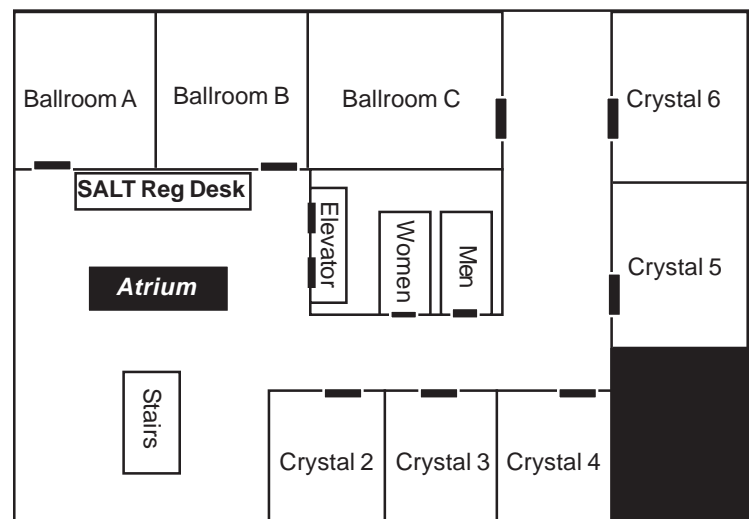 Ballroom A
Ballroom B
Ballroom C
Crystal 6
SALT Reg Desk
Elevator
Women
Men
Crystal 5
Atrium
Stairs
Crystal 2
Crystal 3
Crystal 4